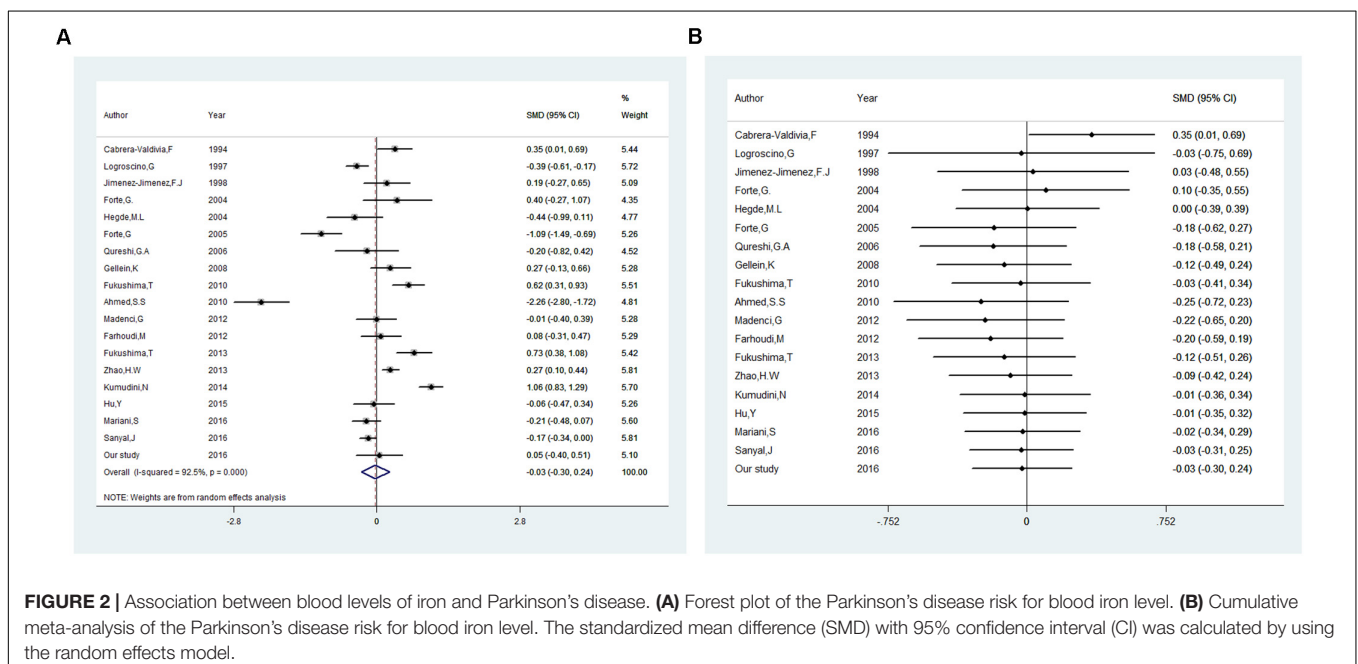 A
%
Author Year SMD (95% CI) Weight
Cabrera-Valdivia,F 1994 0.35 (0.01, 0.69) 5.44
Logroscino,G 1997 -0.39 (-0.61, -0.17) 5.72
Jimenez-Jimenez,F.J 1998 0.19 (-0.27, 0.65) 5.09
Forte,G. 2004 0.40 (-0.27, 1.07) 4.35
Hegde,M.L 2004 -0.44 (-0.99, 0.11) 4.77
Forte,G 2005 -1.09 (-1.49, -0.69) 5.26
Qureshi,G.A 2006 -0.20 (-0.82, 0.42) 4.52
Gellein,K 2008 0.27 (-0.13, 0.66) 5.28
Fukushima,T 2010 0.62 (0.31, 0.93) 5.51
Ahmed,S.S 2010 -2.26 (-2.80, -1.72) 4.81
Madenci,G 2012 -0.01 (-0.40, 0.39) 5.28
Farhoudi,M 2012 0.08 (-0.31, 0.47) 5.29
Fukushima,T 2013 0.73 (0.38, 1.08) 5.42
Zhao,H.W 2013 0.27 (0.10, 0.44) 5.81
Kumudini,N 2014 1.06 (0.83, 1.29) 5.70
Hu,Y 2015 -0.06 (-0.47, 0.34) 5.26
Mariani,S 2016 -0.21 (-0.48, 0.07) 5.60
Sanyal,J 2016 -0.17 (-0.34, 0.00) 5.81
Our study 2016 0.05 (-0.40, 0.51) 5.10
Overall (I-squared = 92.5%, p = 0.000) -0.03 (-0.30, 0.24) 100.00
NOTE: Weights are from random effects analysis
-2.8 0 2.8
B
Author Year SMD (95% CI)
Cabrera-Valdivia,F 1994 0.35 (0.01, 0.69)
Logroscino,G 1997 -0.03 (-0.75, 0.69)
Jimenez-Jimenez,F.J 1998 0.03 (-0.48, 0.55)
Forte,G. 2004 0.10 (-0.35, 0.55)
Hegde,M.L 2004 0.00 (-0.39, 0.39)
Forte,G 2005 -0.18 (-0.62, 0.27)
Qureshi,G.A 2006 -0.18 (-0.58, 0.21)
Gellein,K 2008 -0.12 (-0.49, 0.24)
Fukushima,T 2010 -0.03 (-0.41, 0.34)
Ahmed,S.S 2010 -0.25 (-0.72, 0.23)
Madenci,G 2012 -0.22 (-0.65, 0.20)
Farhoudi,M 2012 -0.20 (-0.59, 0.19)
Fukushima,T 2013 -0.12 (-0.51, 0.26)
Zhao,H.W 2013 -0.09 (-0.42, 0.24)
Kumudini,N 2014 -0.01 (-0.36, 0.34)
Hu,Y 2015 -0.01 (-0.35, 0.32)
Mariani,S 2016 -0.02 (-0.34, 0.29)
Sanyal,J 2016 -0.03 (-0.31, 0.25)
Our study 2016 -0.03 (-0.30, 0.24)
-.752 0 .752
FIGURE 2 | Association between blood levels of iron and Parkinson's disease. (A) Forest plot of the Parkinson's disease risk for blood iron level. (B) Cumulative
meta-analysis of the Parkinson's disease risk for blood iron level. The standardized mean difference (SMD) with 95% confidence interval (CI) was calculated by using
the random effects model.